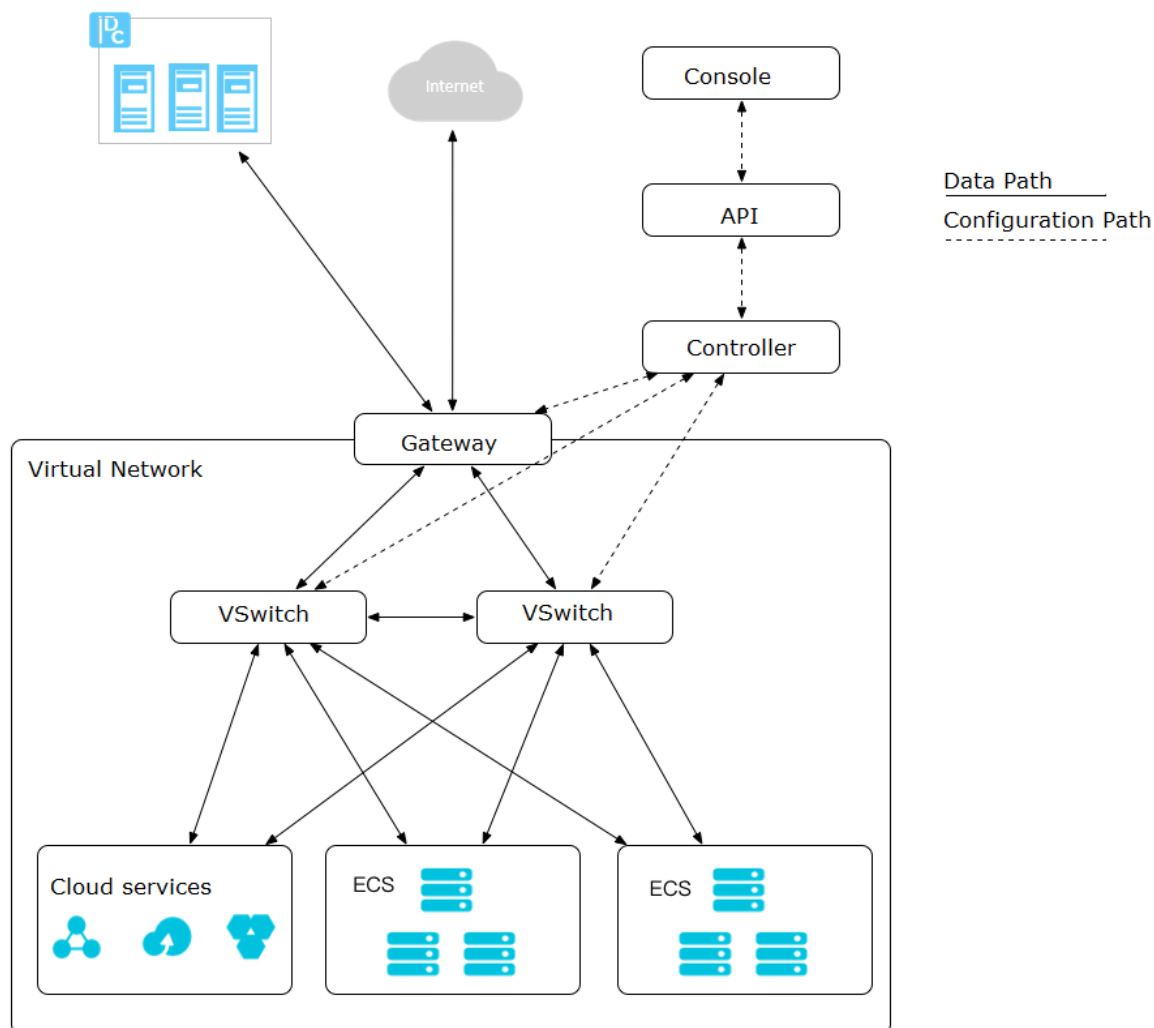 iDC
Internet
Console
Data Path
API
Configuration Path
Controller
Gateway
Virtual Network
VSwitch
VSwitch
Cloud services
ECS
ECS